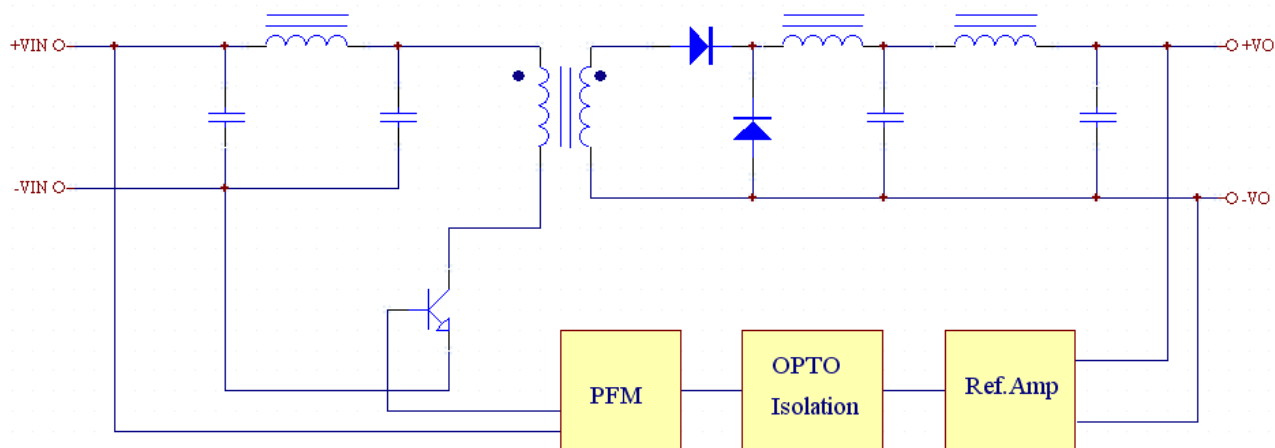 +VIN
+VO
-VIN
-VO
PFM
OPTO
Isolation
Ref.Amp